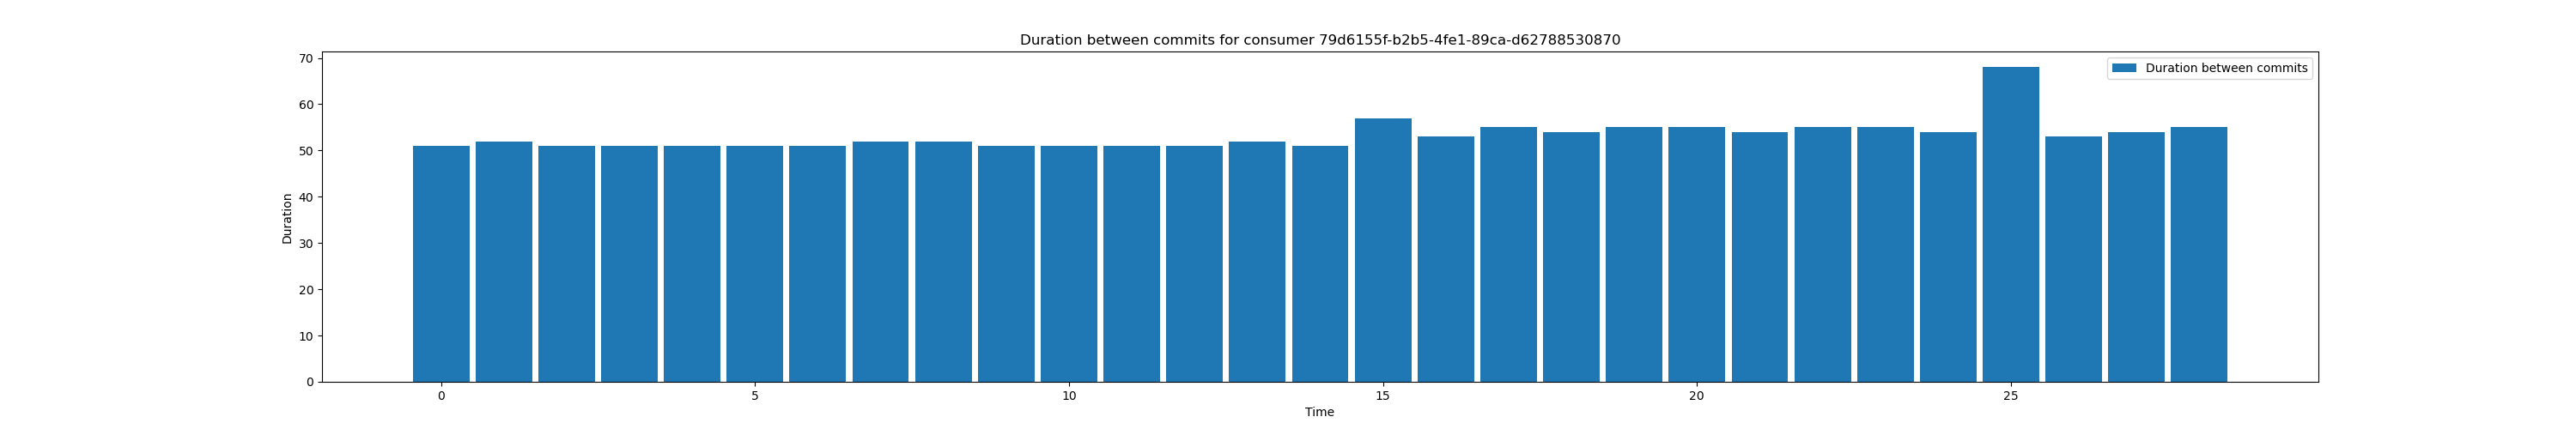 Duration between commits for consumer 79d6155f-b2b5-4fe1-89ca-d62788530870
Duration between commits
70
60
50
40
30
20
10
0
Duration
0 5 10 15 20 25
Time